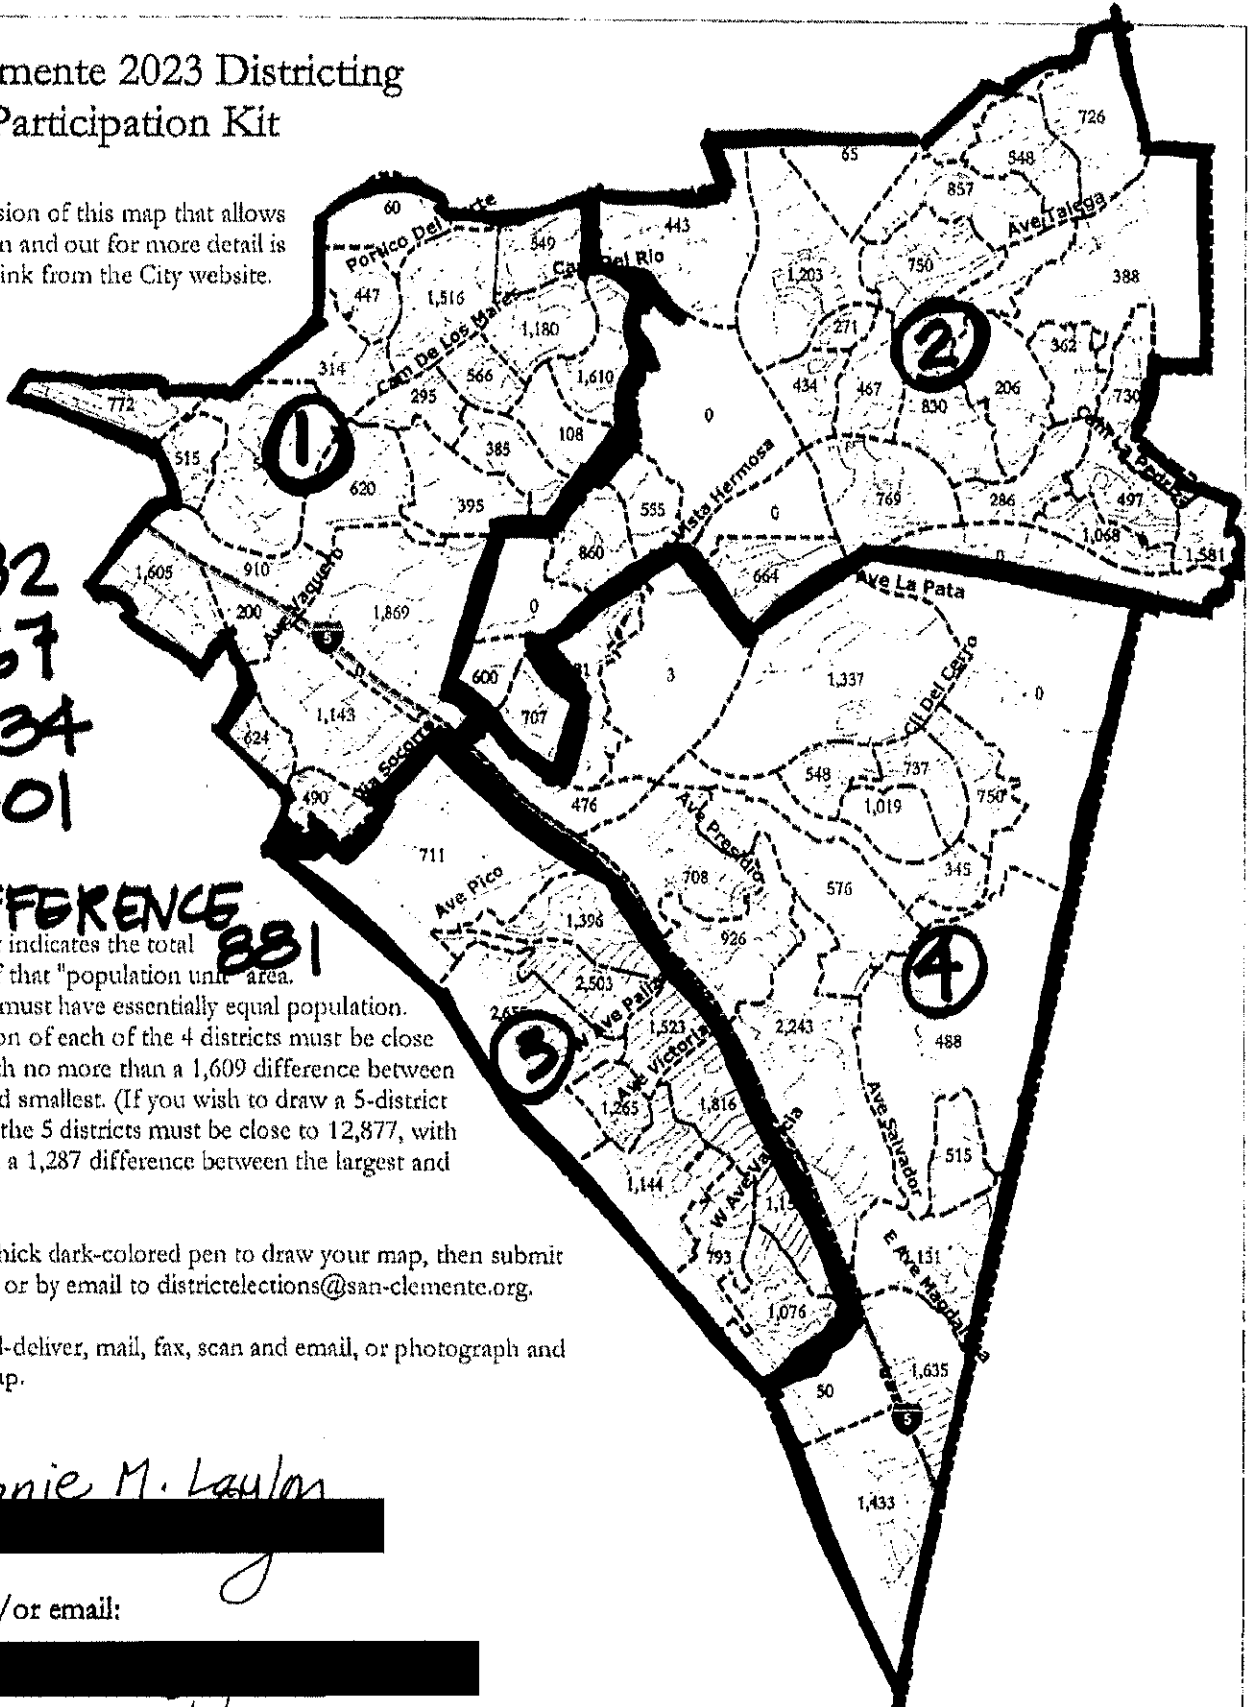 mente 2023 Districting
Participation Kit
sion of this map that allows
n and out for more detail is
ink from the City website.
32
67
34
01
FFERENCE
881
r indicates the total
f that "population unit" area.
must have essentially equal population.
on of each of the 4 districts must be close
h no more than a 1,609 difference between
d smallest. (If you wish to draw a 5-district
the 5 districts must be close to 12,877, with
a 1,287 difference between the largest and
hick dark-colored pen to draw your map, then submit
or by email to districtelections@san-clemente.org.
l-deliver, mail, fax, scan and email, or photograph and
ap.
nnie M. Laylon
/or email:
726
65
548
857
60
Portico Del Norte
549
443
Ave Talega
Cam Del Rio
750
1,203
388
447
1,516
1,180
271
2
362
314
Cam De Los Mares
566
1,610
295
434
467
830
206
730
772
0
1
108
385
515
620
Cam La Pedriza
395
555
Vista Hermosa
769
286
497
0
860
1,068
1,581
0
664
1,605
910
200
Ave Vaquero
1,869
0
Ave La Pata
5
0
600
3
1,337
0
Cll Del Cerro
707
1,143
624
Via Socorro
548
737
750
490
476
1,019
Ave Presidio
711
345
708
576
Ave Pico
1,396
926
4
2,503
W Ave Palizada
3
1,523
2,243
488
Ave Victoria
1,265
1,816
Ave Salvador
515
1,144
W Ave Valencia
793
131
E Ave Magdalena
1,076
50
1,635
5
1,433